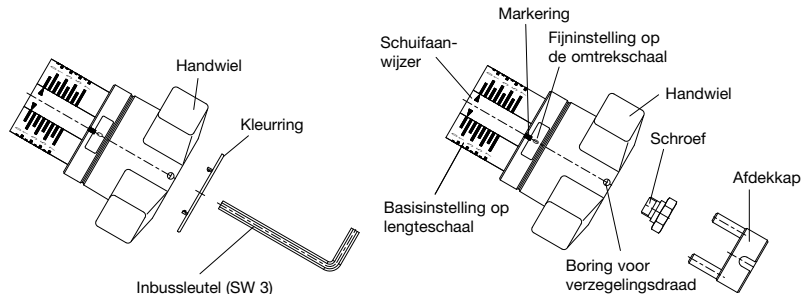 Handwiel
Kleurring
Inbussleutel (SW 3)
Markering
Schuifaan-
wijzer
Fijninstelling op
de omtrekschaal
Handwiel
Schroef
Afdekkap
Basisinstelling op
lengteschaal
Boring voor
verzegelingsdraad